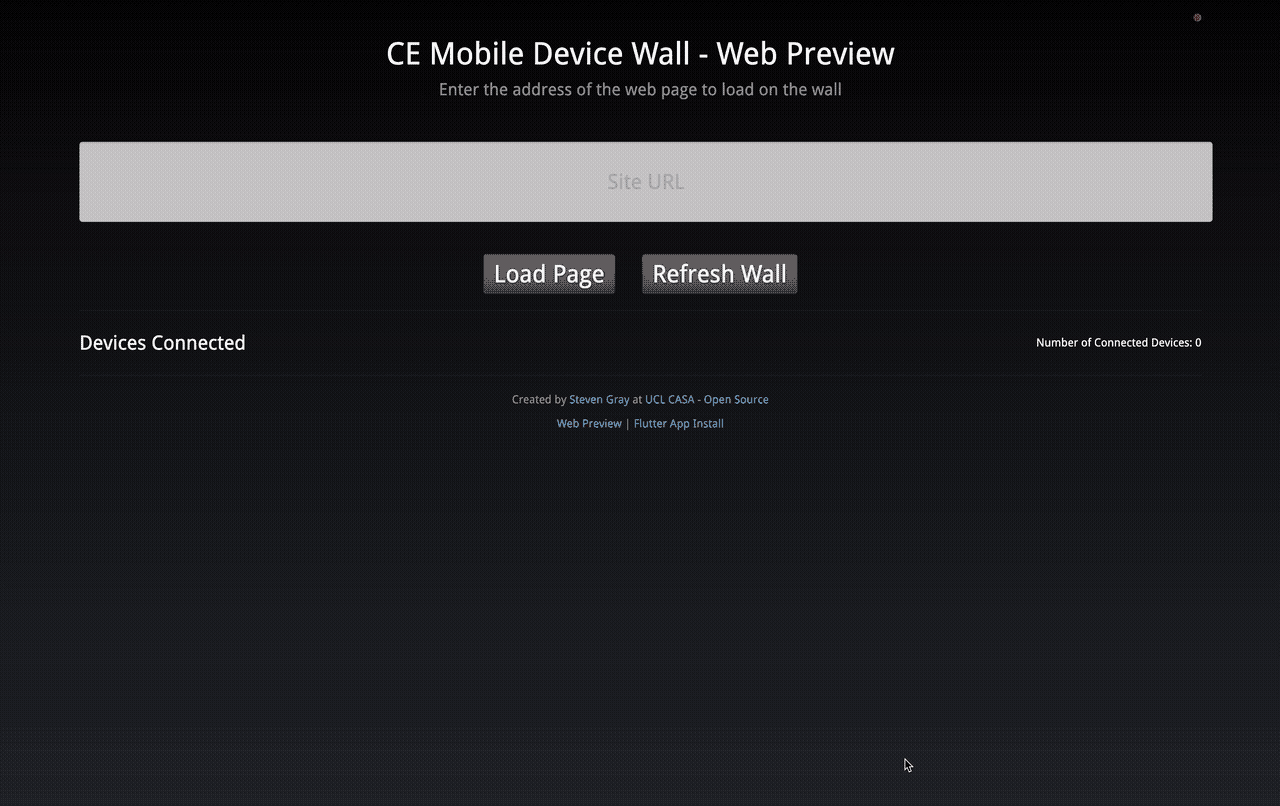 CE Mobile Device Wall - Web Preview
Enter the address of the web page to load on the wall
Site URL
Load Page Refresh Wall
Devices Connected Number of Connected Devices: 0
Created by Steven Gray at UCL CASA - Open Source
Web Preview | Flutter App Install